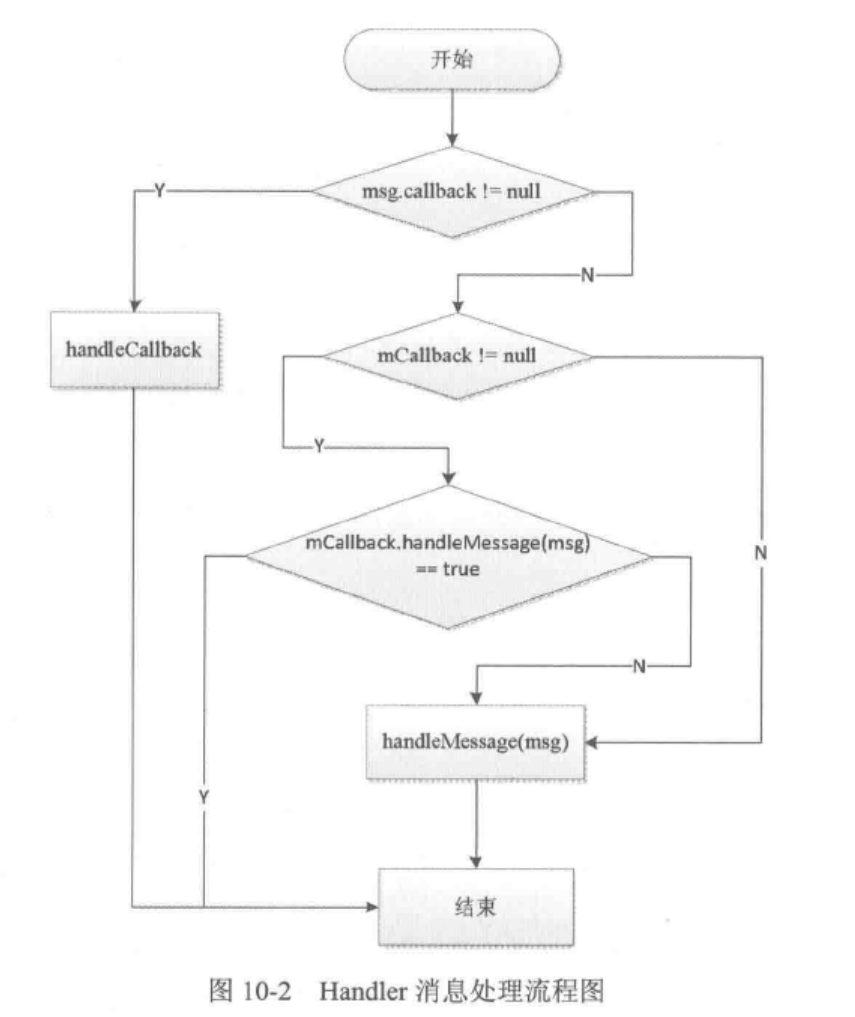 开始
msg.callback != null
Y
N
handleCallback
mCallback != null
Y
mCallback.handleMessage(msg)
== true
N
N
handleMessage(msg)
Y
结束
图 10-2 Handler 消息处理流程图